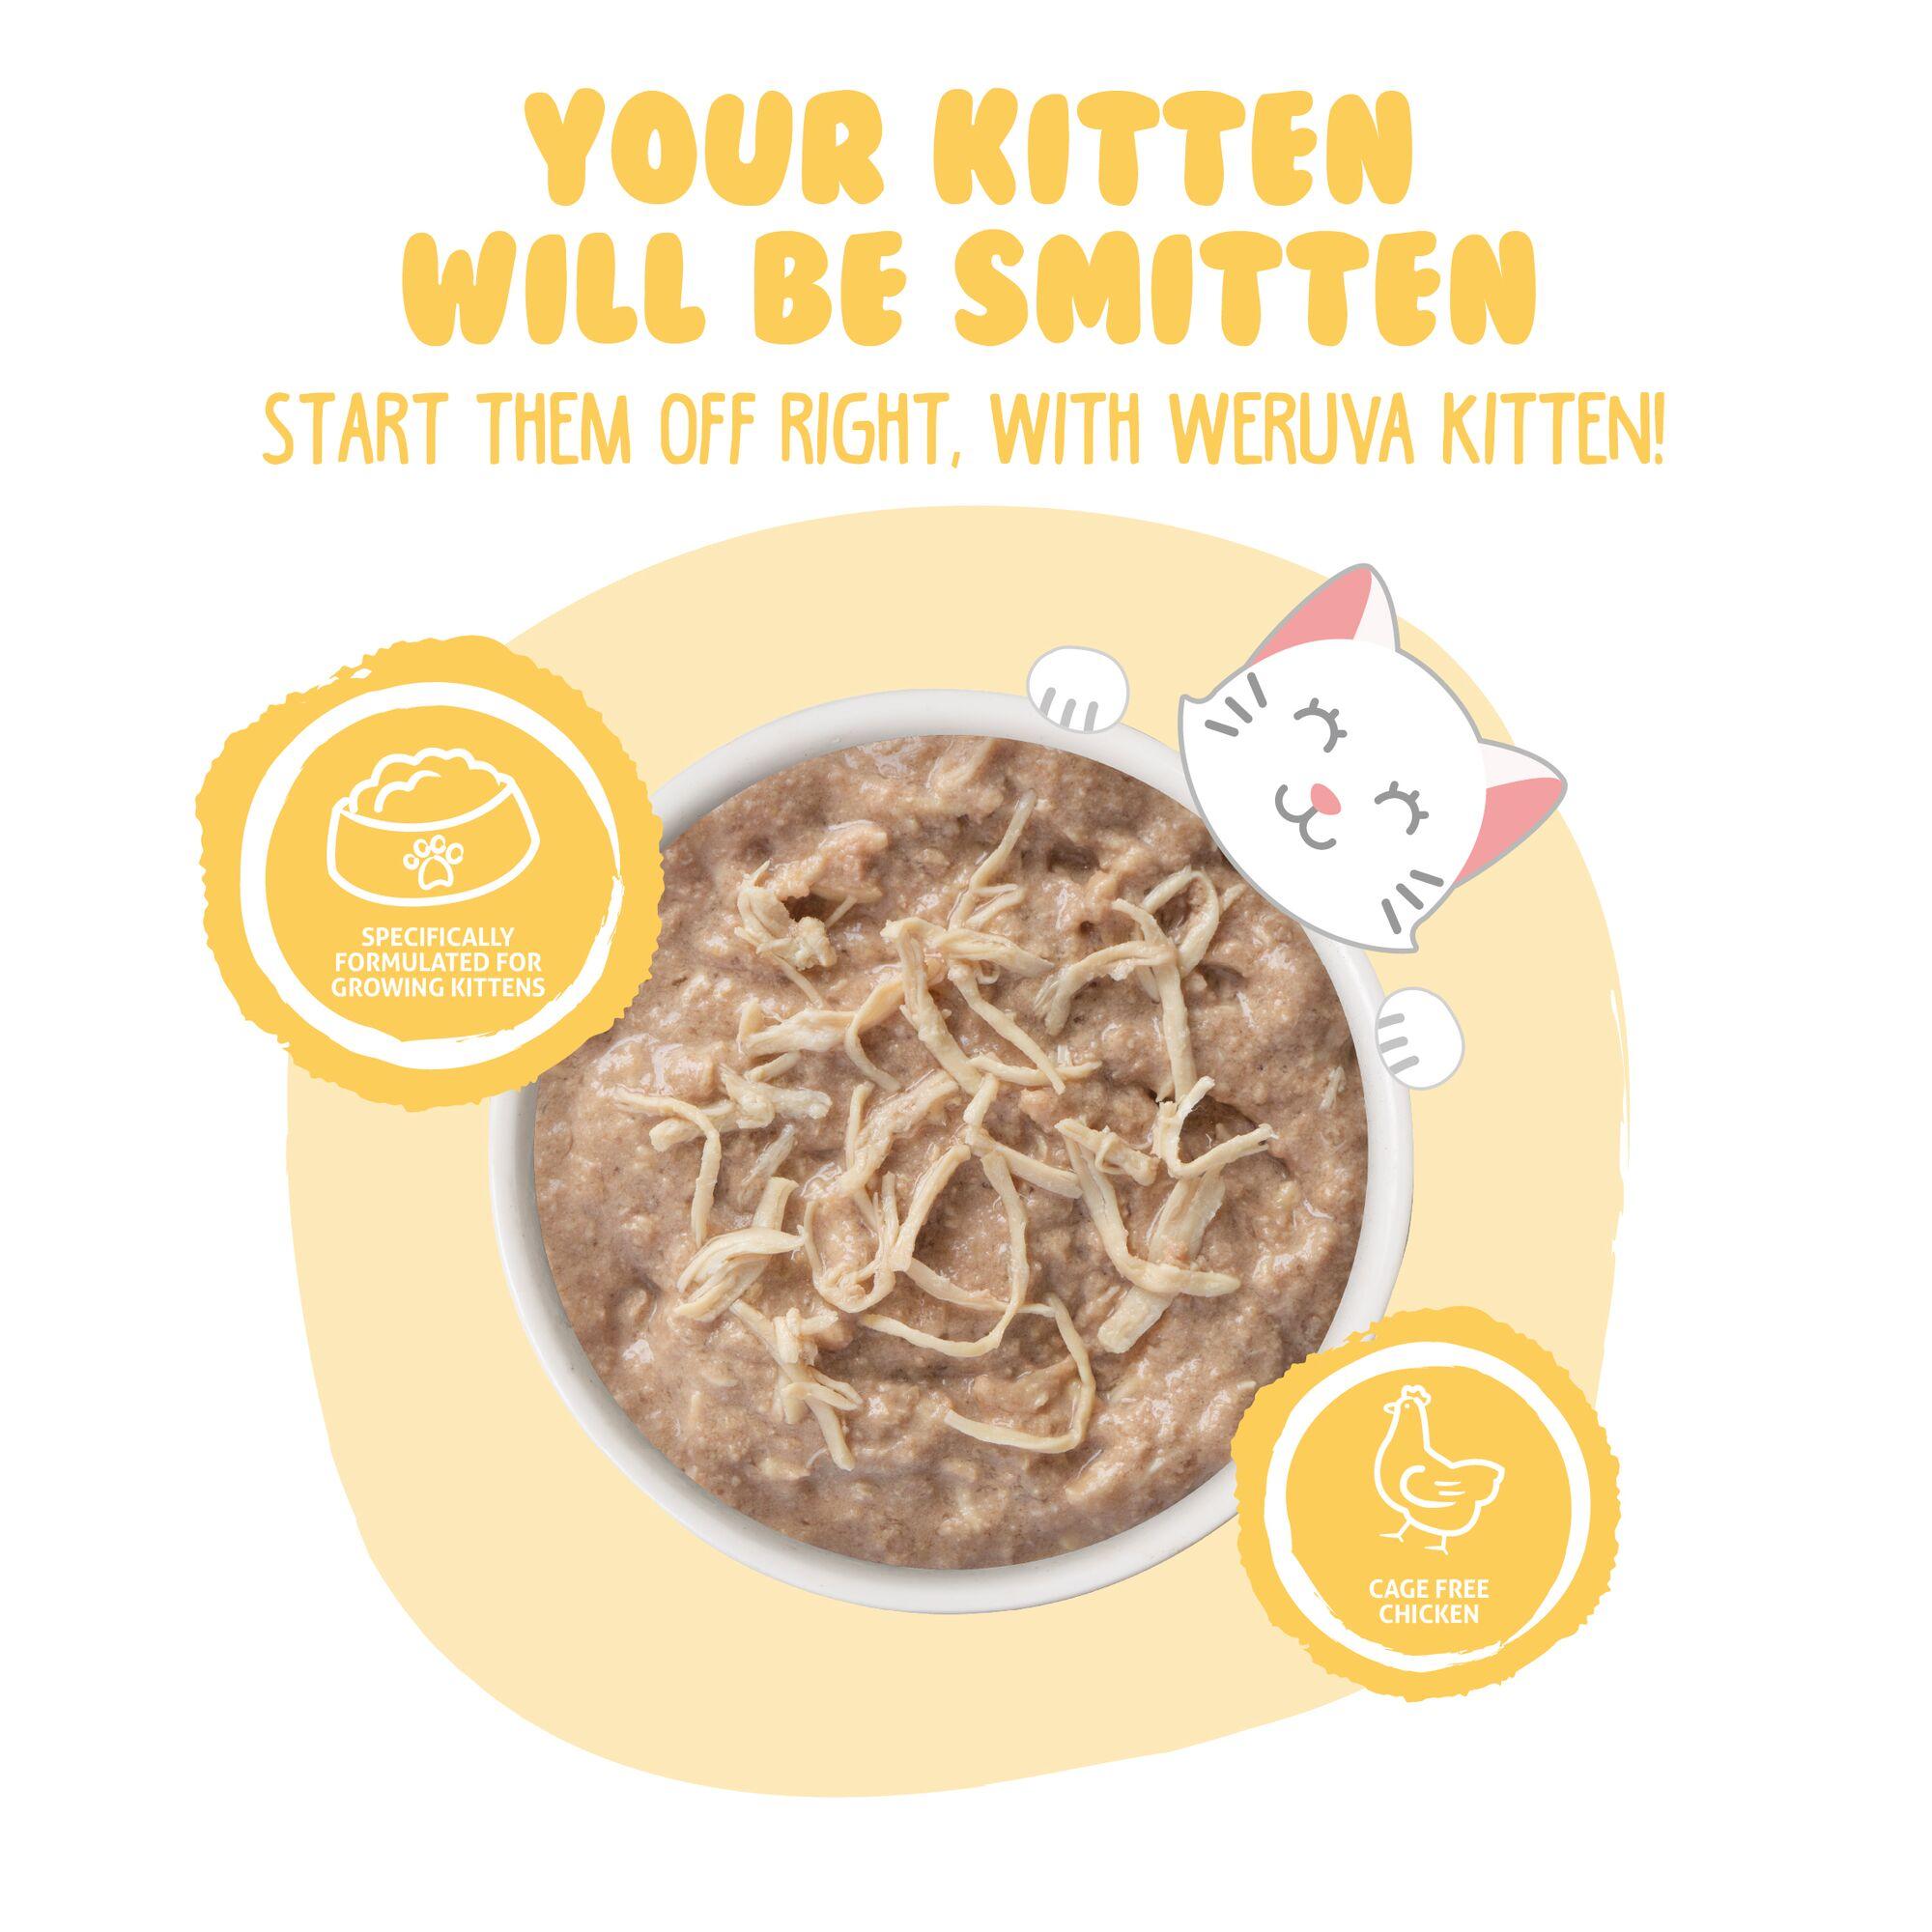 YOUR KITTEN
WILL BE SMITTEN
START THEM OFF RIGHT, WITH WERUVA KITTEN!
SPECIFICALLY
FORMULATED FOR
GROWING KITTENS
CAGE FREE
CHICKEN